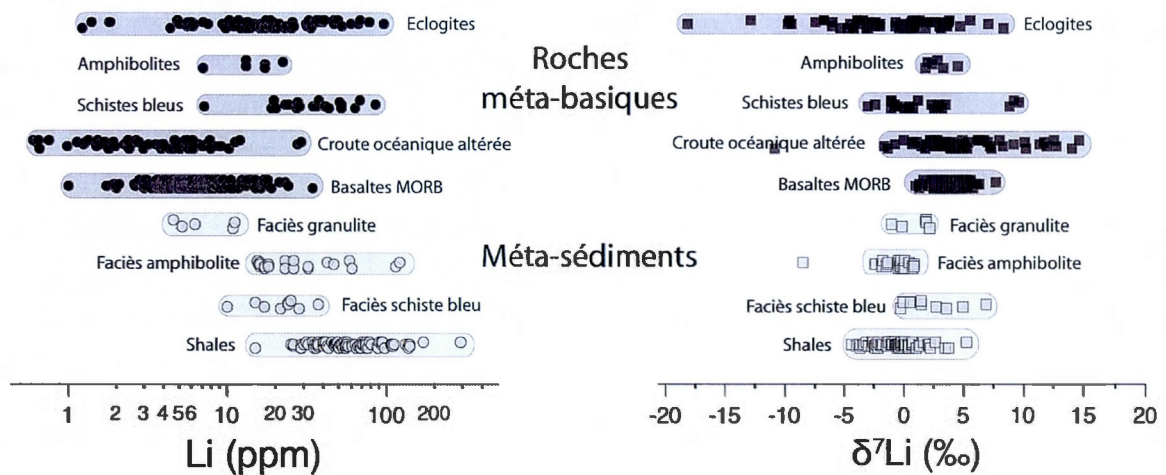 Eclogites
Amphibolites
Schistes bleus
Croute océanique altérée
Basaltes MORB
Faciès granulite
Faciès amphibolite
Faciès schiste bleu
Shales
1 2 3 4 5 6 10 20 30 100 200
Li (ppm)
Roches
méta-basiques
Méta-sédiments
Eclogites
Amphibolites
Schistes bleus
Croute océanique altérée
Basaltes MORB
Faciès granulite
Faciès amphibolite
Faciès schiste bleu
Shales
-20 -15 -10 -5 0 5 10 15 20
δ⁷Li (‰)